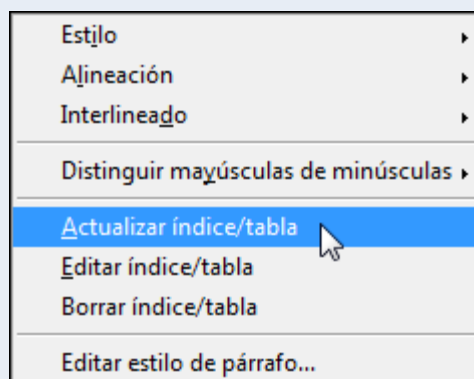 Estilo
Alineación
Interlineado
Distinguir mayúsculas de minúsculas
Actualizar índice/tabla
Editar índice/tabla
Borrar índice/tabla
Editar estilo de párrafo...